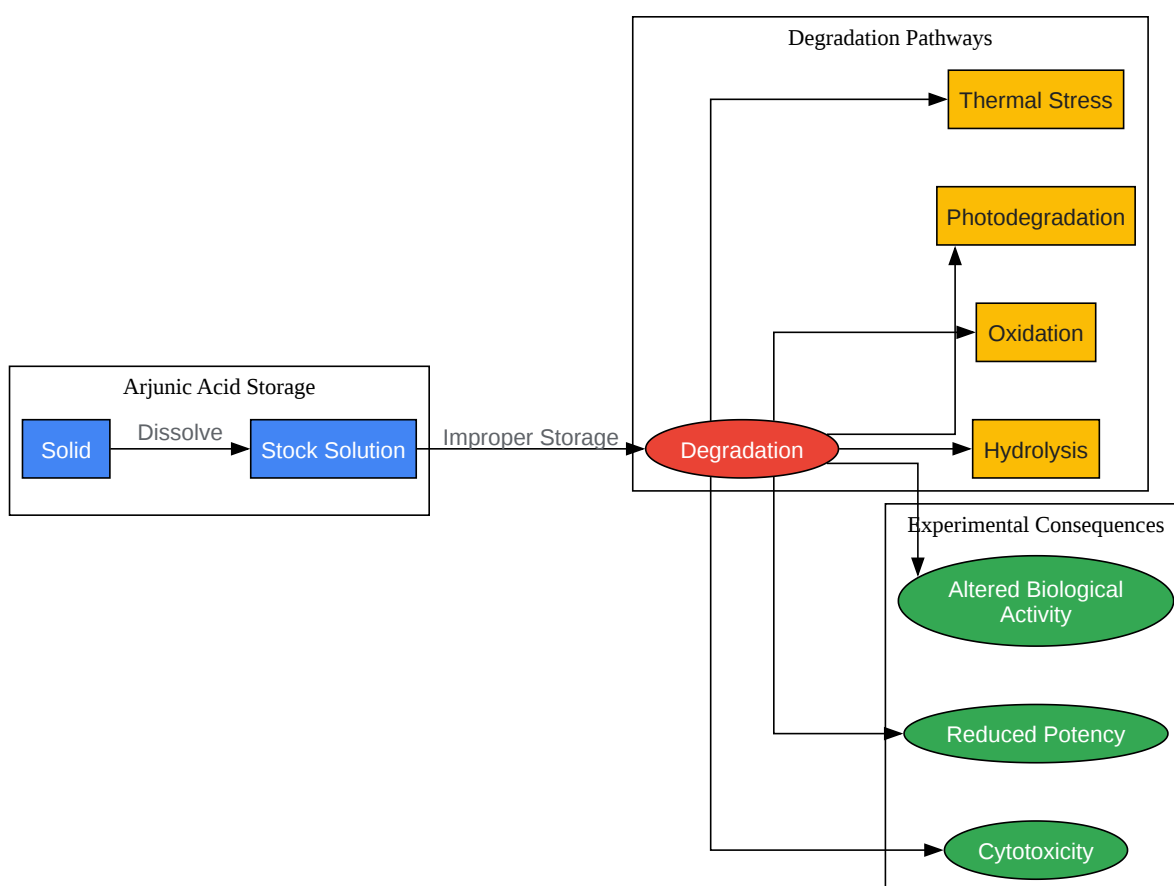 Degradation Pathways
Thermal Stress
Photodegradation
Oxidation
Arjunic Acid Storage
Solid
Dissolve
Stock Solution
Improper Storage
Degradation
Hydrolysis
Experimental Consequences
Altered Biological
Activity
Reduced Potency
Cytotoxicity